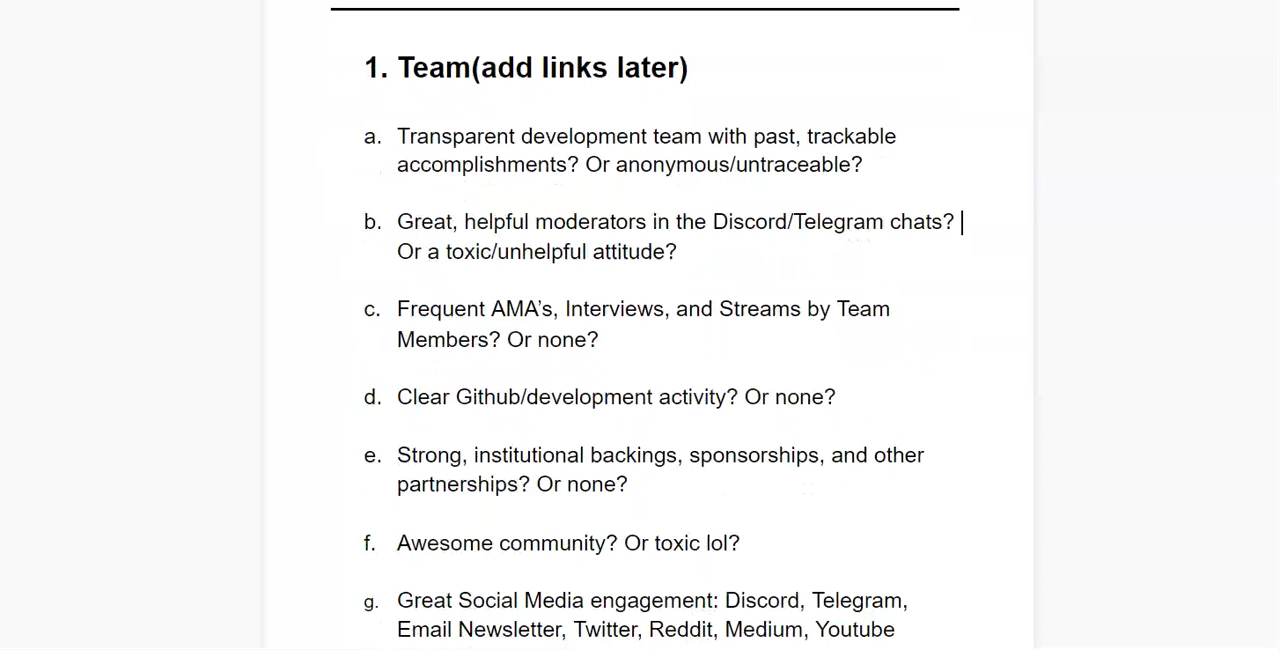 1. Team(add links later)
a. Transparent development team with past, trackable
accomplishments? Or anonymous/untraceable?
b. Great, helpful moderators in the Discord/Telegram chats?
Or a toxic/unhelpful attitude?
c. Frequent AMA’s, Interviews, and Streams by Team
Members? Or none?
d. Clear Github/development activity? Or none?
e. Strong, institutional backings, sponsorships, and other
partnerships? Or none?
f. Awesome community? Or toxic lol?
g. Great Social Media engagement: Discord, Telegram,
Email Newsletter, Twitter, Reddit, Medium, Youtube